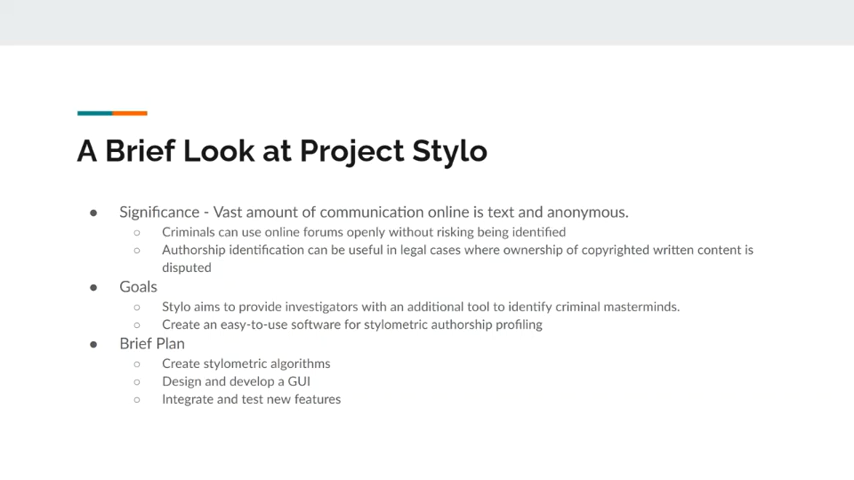 A Brief Look at Project Stylo
● Significance - Vast amount of communication online is text and anonymous.
○ Criminals can use online forums openly without risking being identified
○ Authorship identification can be useful in legal cases where ownership of copyrighted written content is
disputed
● Goals
○ Stylo aims to provide investigators with an additional tool to identify criminal masterminds.
○ Create an easy-to-use software for stylometric authorship profiling
● Brief Plan
○ Create stylometric algorithms
○ Design and develop a GUI
○ Integrate and test new features